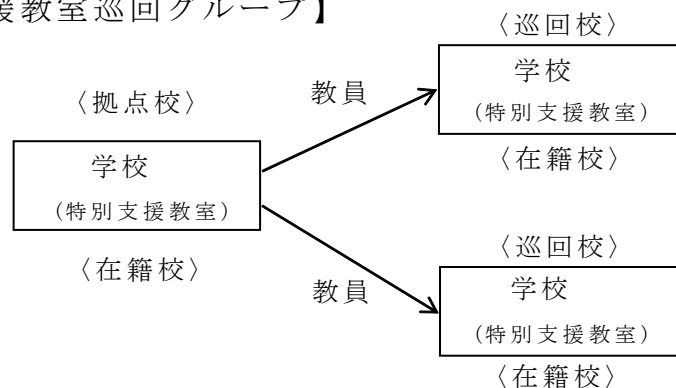 援教室巡回グループ】
〈巡回校〉
学校
(特別支援教室)
〈在籍校〉
教員
〈拠点校〉
学校
(特別支援教室)
〈在籍校〉
教員
〈巡回校〉
学校
(特別支援教室)
〈在籍校〉